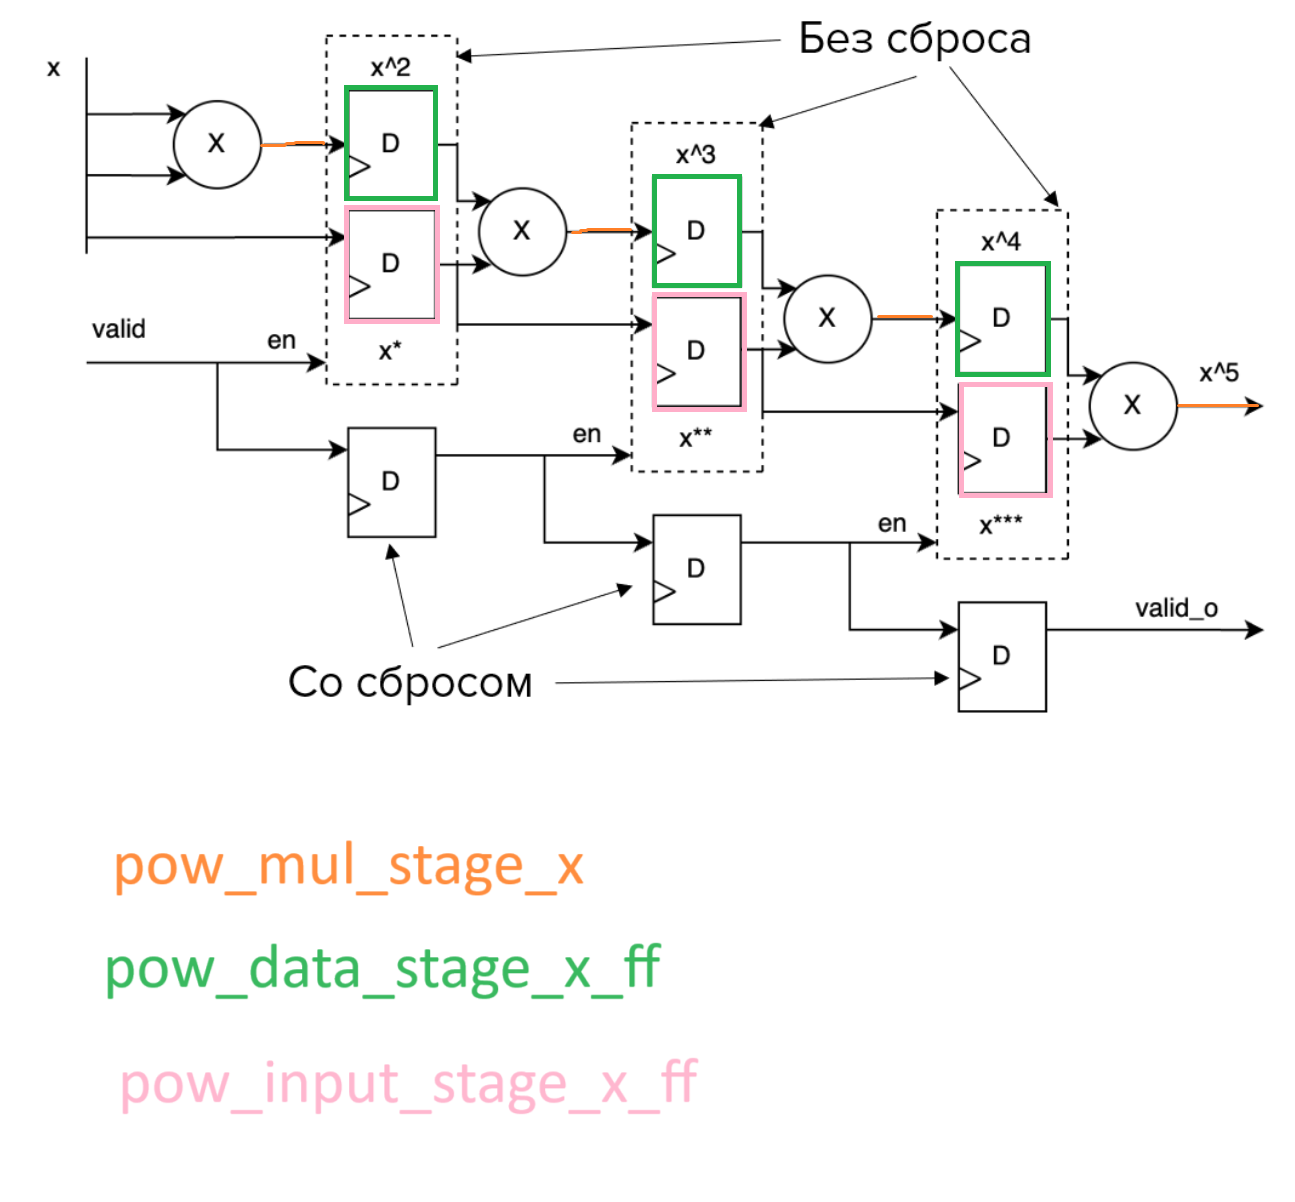 Без сброса
x
x^2
X
D
D
x*
valid
en
x^3
X
D
D
x**
en
D
x^4
X
D
D
x***
en
D
X
x^5
D
valid_o
Со сбросом
pow_mul_stage_x
pow_data_stage_x_ff
pow_input_stage_x_ff